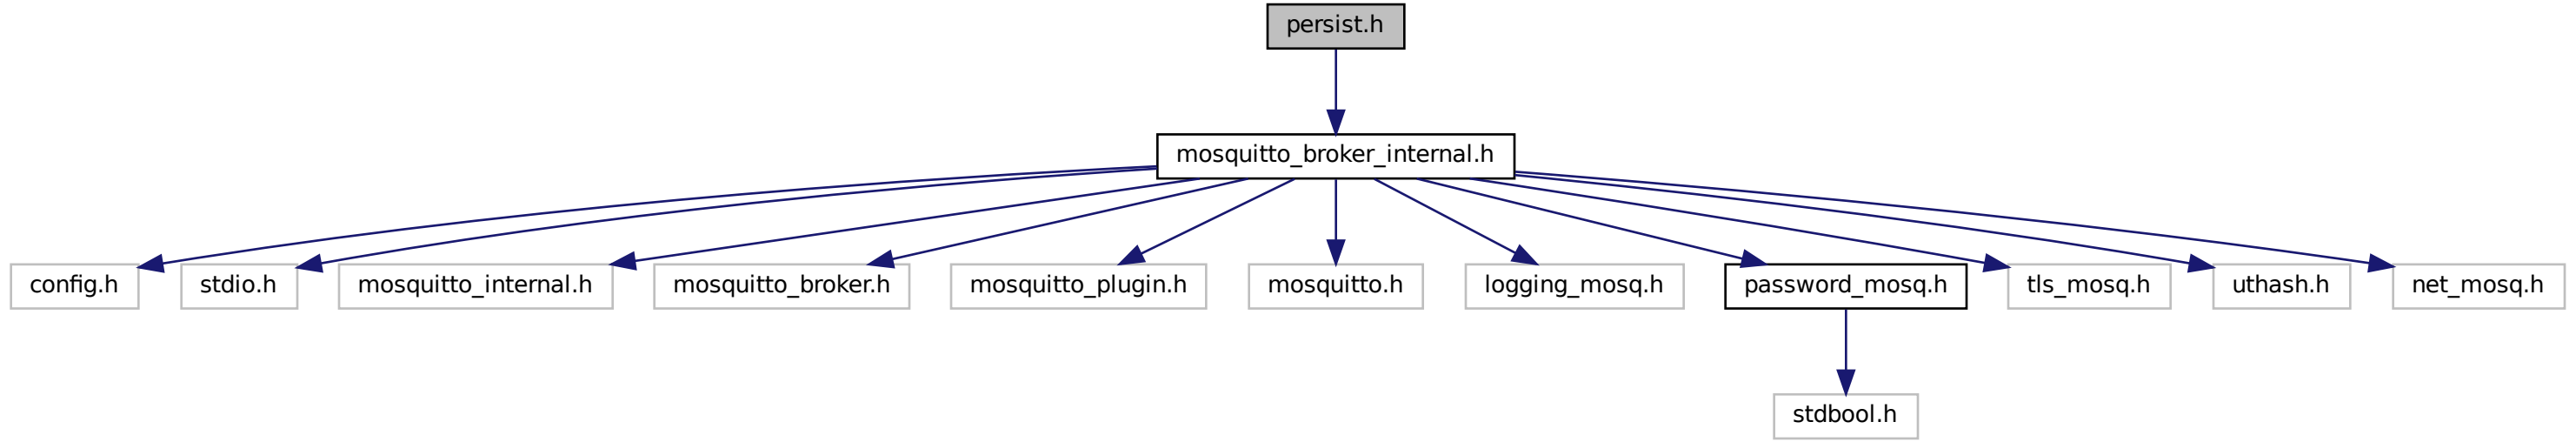 persist.h
mosquitto_broker_internal.h
config.h
stdio.h
mosquitto_internal.h
mosquitto_broker.h
mosquitto_plugin.h
mosquitto.h
logging_mosq.h
password_mosq.h
tls_mosq.h
uthash.h
net_mosq.h
stdbool.h